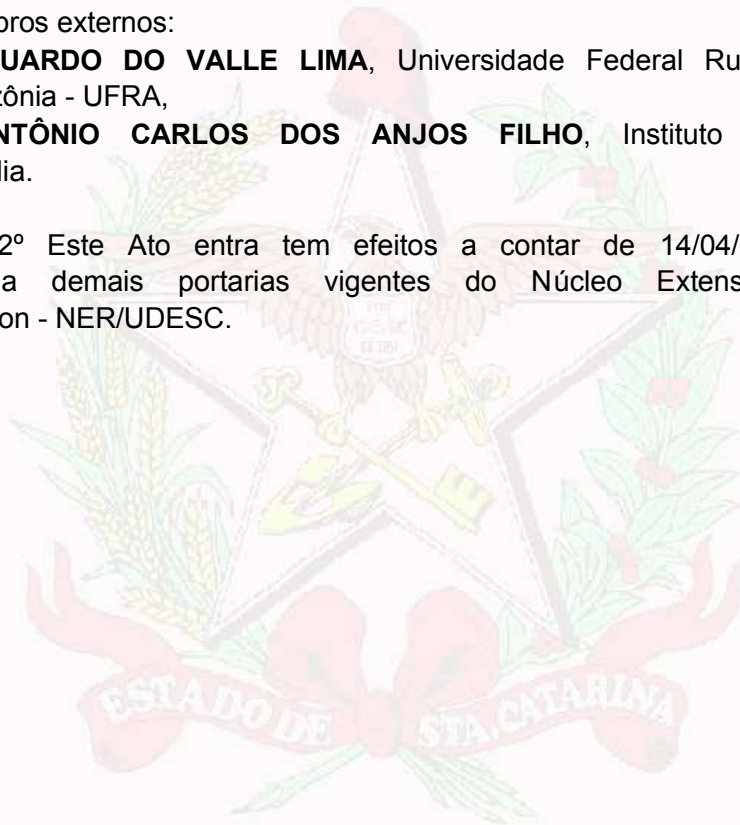 bros externos:
UARDO DO VALLE LIMA, Universidade Federal Ru
zônia - UFRA,
NTÔNIO CARLOS DOS ANJOS FILHO, Instituto
lia.
2º Este Ato entra tem efeitos a contar de 14/04/
a demais portarias vigentes do Núcleo Extens
on - NER/UDESC.
ESTADO DE STA. CATARINA